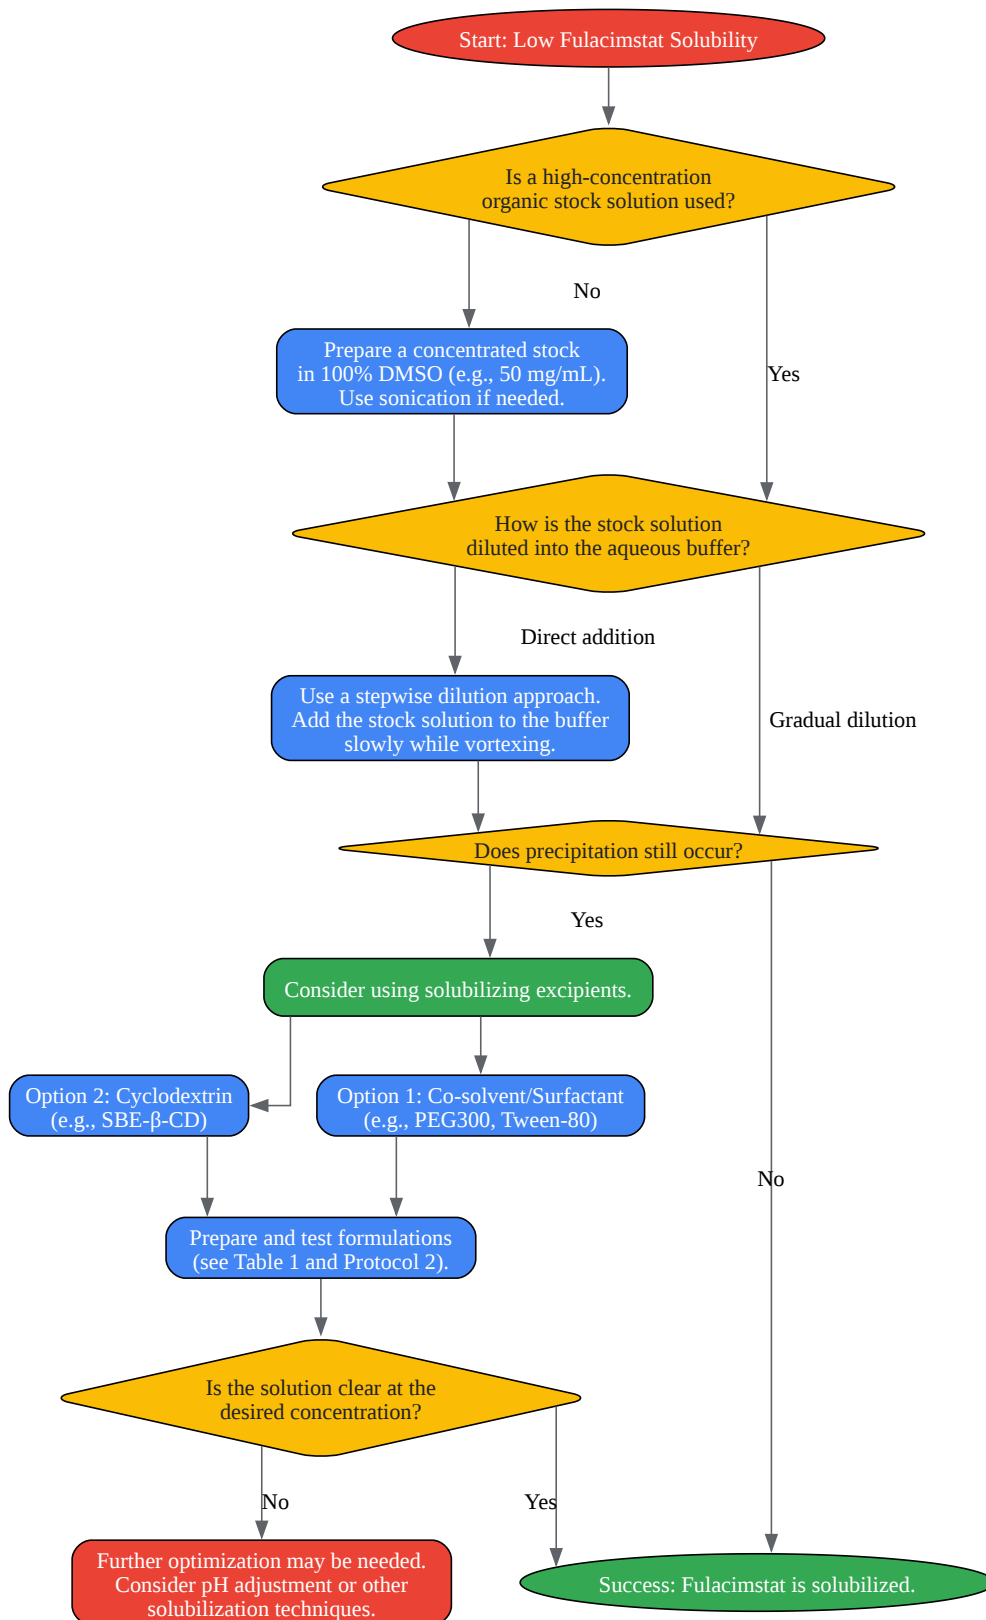 Start: Low Fulacimstat Solubility
Is a high-concentration
organic stock solution used?
No
Prepare a concentrated stock
in 100% DMSO (e.g., 50 mg/mL).
Use sonication if needed.
Yes
How is the stock solution
diluted into the aqueous buffer?
Direct addition
Use a stepwise dilution approach.
Add the stock solution to the buffer
slowly while vortexing.
Gradual dilution
Does precipitation still occur?
Yes
Consider using solubilizing excipients.
Option 2: Cyclodextrin
(e.g., SBE-β-CD)
Option 1: Co-solvent/Surfactant
(e.g., PEG300, Tween-80)
No
Prepare and test formulations
(see Table 1 and Protocol 2).
Is the solution clear at the
desired concentration?
No
Yes
Further optimization may be needed.
Consider pH adjustment or other
solubilization techniques.
Success: Fulacimstat is solubilized.